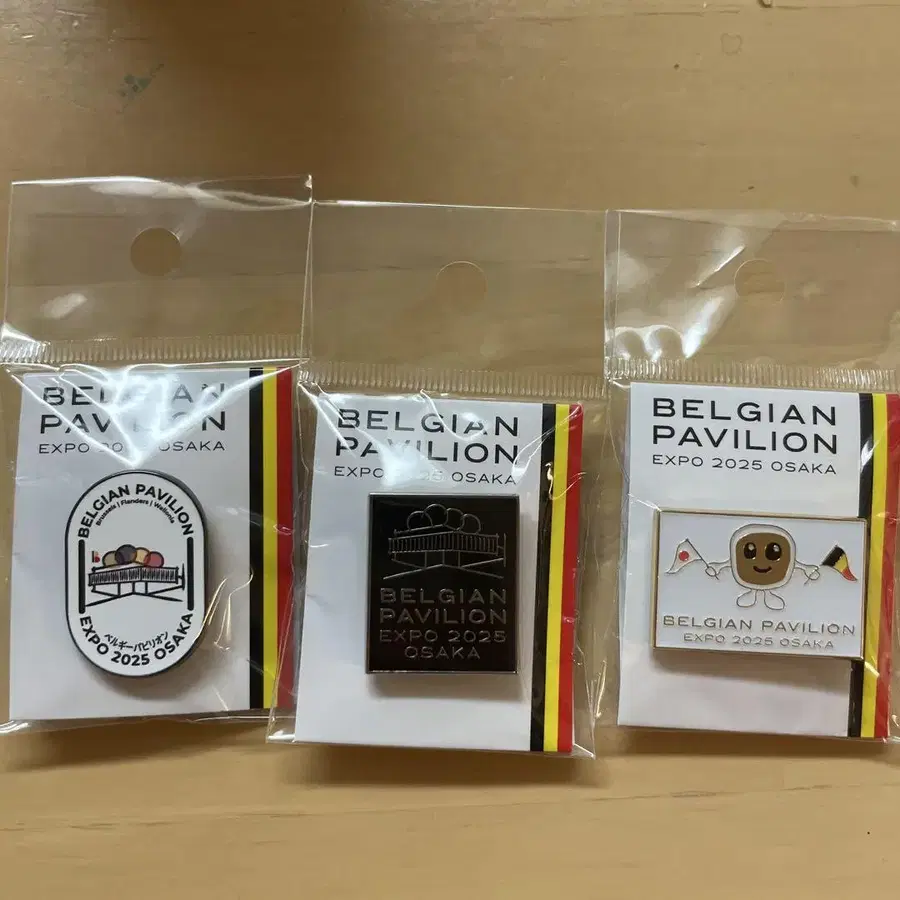 BELGIAN
PAVILION
EXPO 2025 OSAKA
BELGIAN PAVILION
Brussels | Flanders | Wallonia
ベルギーパビリオン
EXPO 2025 OSAKA
BELGIAN
PAVILION
EXPO 2025 OSAKA
BELGIAN
PAVILION
EXPO 2025
OSAKA
BELGIAN
PAVILION
EXPO 2025 OSAKA
BELGIAN PAVILION
EXPO 2025 OSAKA